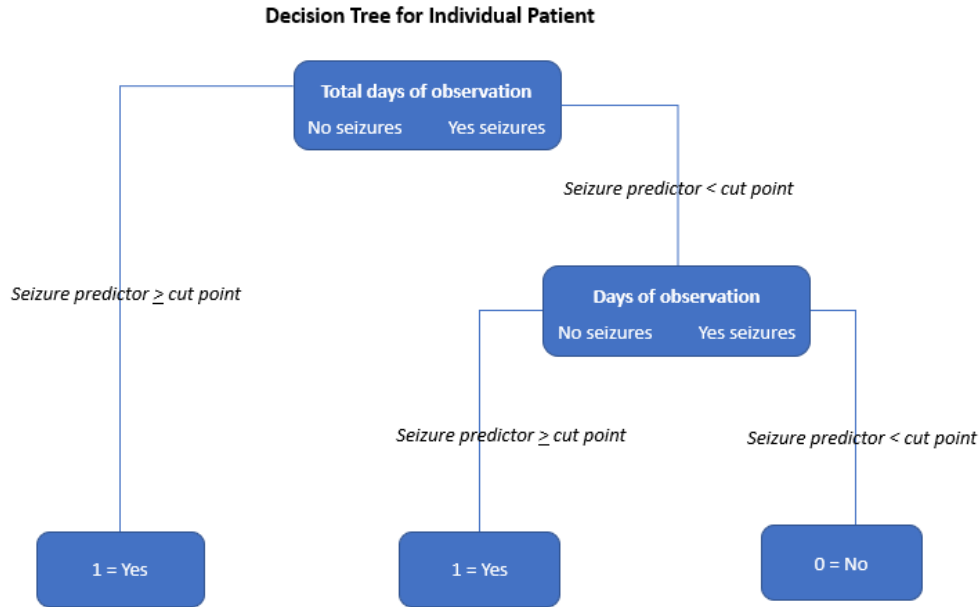 Decision Tree for Individual Patient
Total days of observation
No seizures Yes seizures
Seizure predictor < cut point
Seizure predictor ≥ cut point
Days of observation
No seizures Yes seizures
Seizure predictor ≥ cut point
Seizure predictor < cut point
1 = Yes
1 = Yes
0 = No